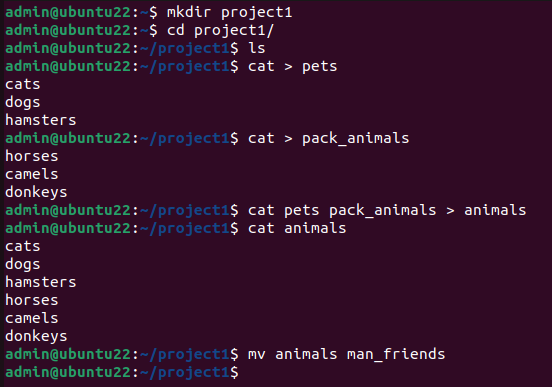 admin@ubuntu22:~$ mkdir project1
admin@ubuntu22:~$ cd project1/
admin@ubuntu22:~/project1$ ls
admin@ubuntu22:~/project1$ cat > pets
cats
dogs
hamsters
admin@ubuntu22:~/project1$ cat > pack_animals
horses
camels
donkeys
admin@ubuntu22:~/project1$ cat pets pack_animals > animals
admin@ubuntu22:~/project1$ cat animals
cats
dogs
hamsters
horses
camels
donkeys
admin@ubuntu22:~/project1$ mv animals man_friends
admin@ubuntu22:~/project1$